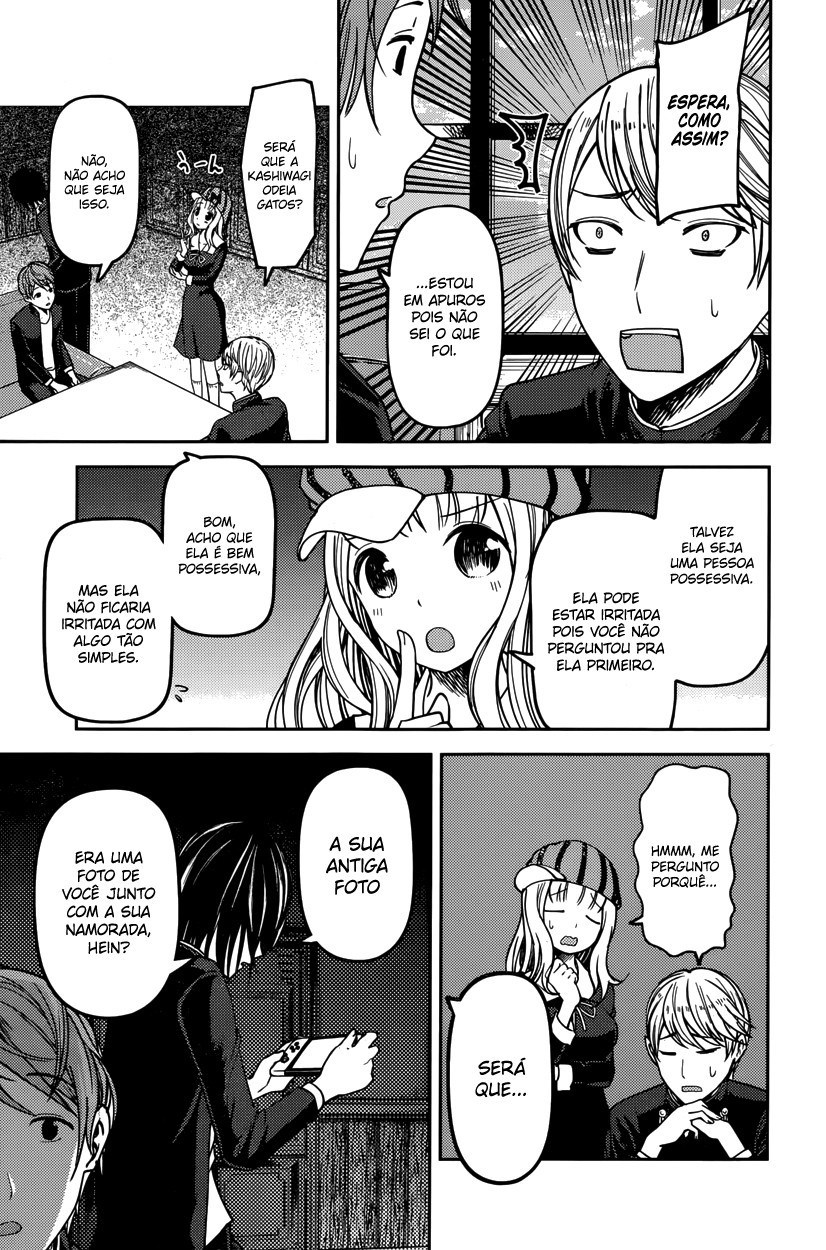 ESPERA,
COMO
ASSIM?
...ESTOU
EM APUROS
POIS NÃO
SEI O QUE
FOI.
SERÁ
QUE A
KASHIWAGI
ODEIA
GATOS?
うーん
NÃO,
NÃO ACHO
QUE SEJA
ISSO.
TALVEZ
ELA SEJA
UMA PESSOA
POSSESSIVA.
ELA PODE
ESTAR IRRITADA
POIS VOCÊ NÃO
PERGUNTOU PRA
ELA PRIMEIRO.
BOM,
ACHO QUE
ELA É BEM
POSSESSIVA,
MAS ELA
NÃO FICARIA
IRRITADA COM
ALGO TÃO
SIMPLES.
HMMM, ME
PERGUNTO
PORQUÊ...
SERÁ
QUE...
A SUA
ANTIGA
FOTO
ERA UMA
FOTO DE
VOCÊ JUNTO
COM A SUA
NAMORADA,
HEIN?